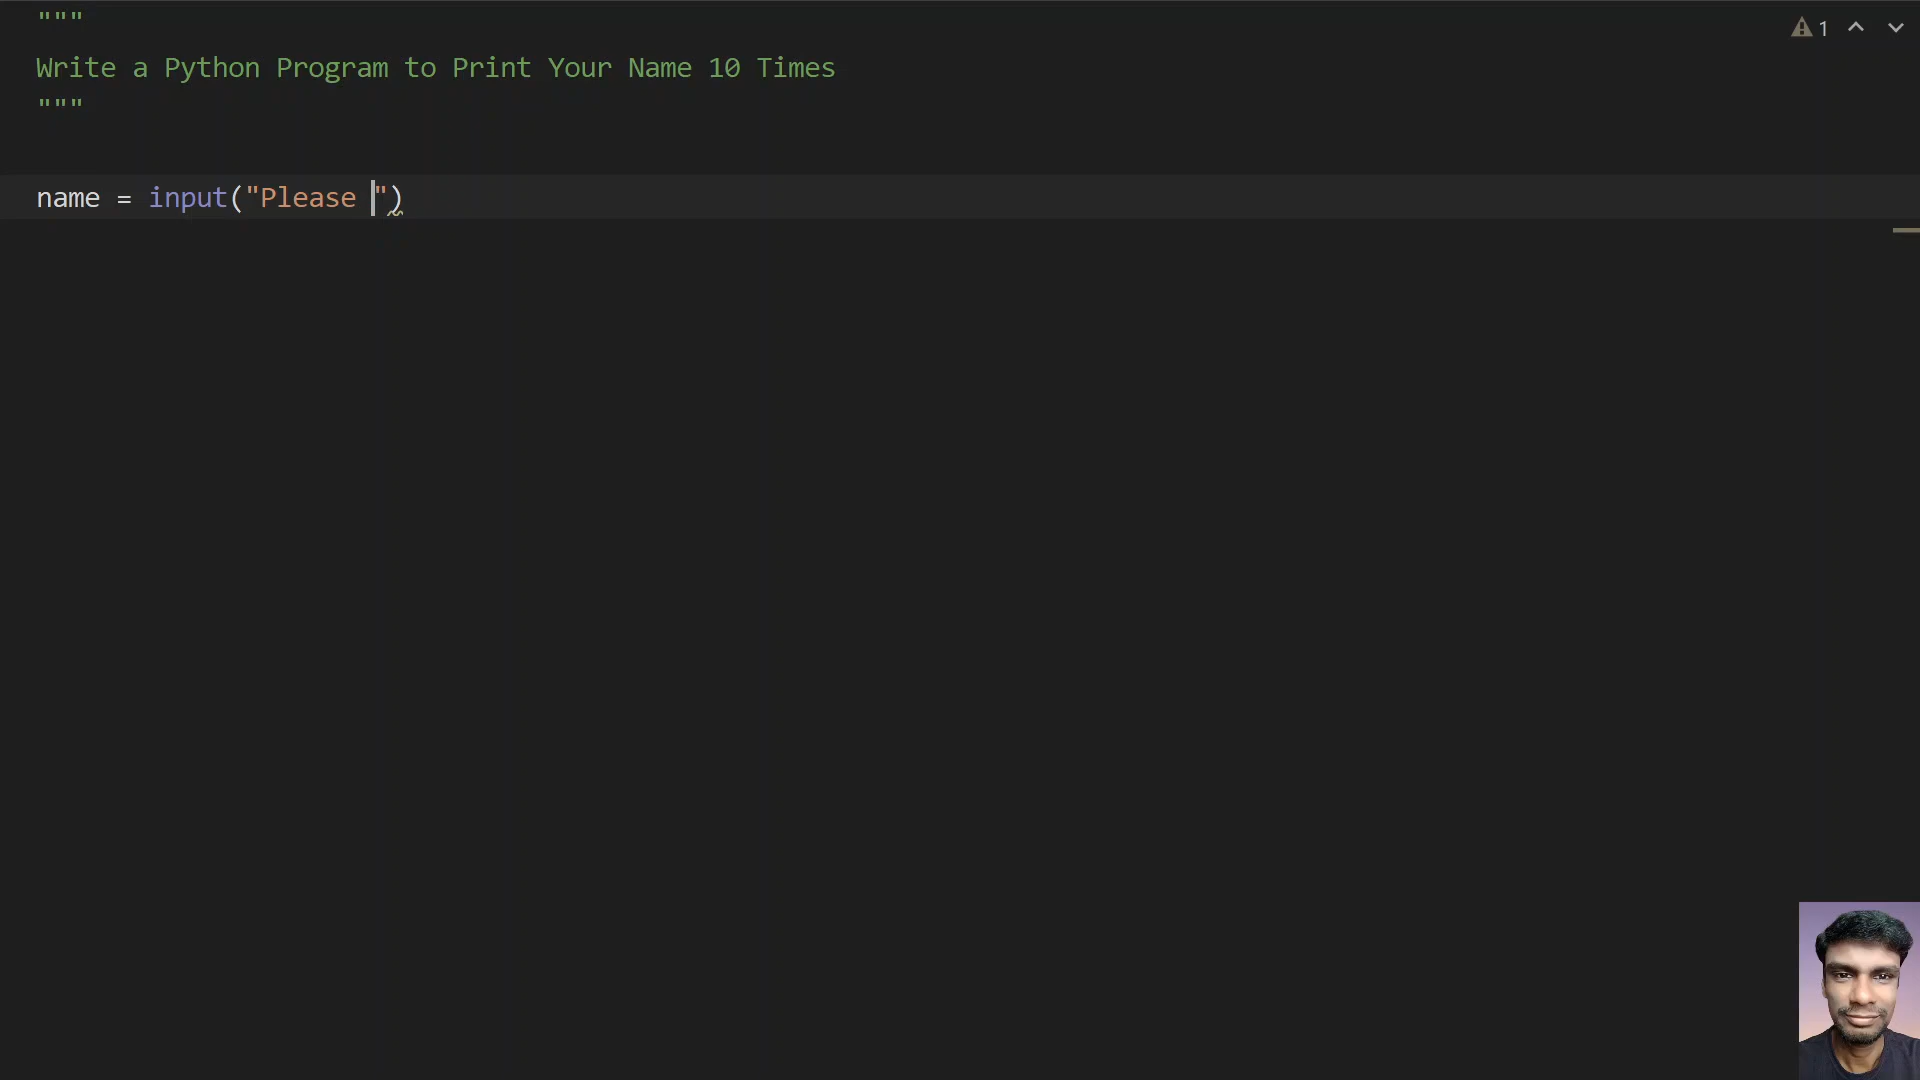 """
Write a Python Program to Print Your Name 10 Times
"""
name = input("Please ")
1